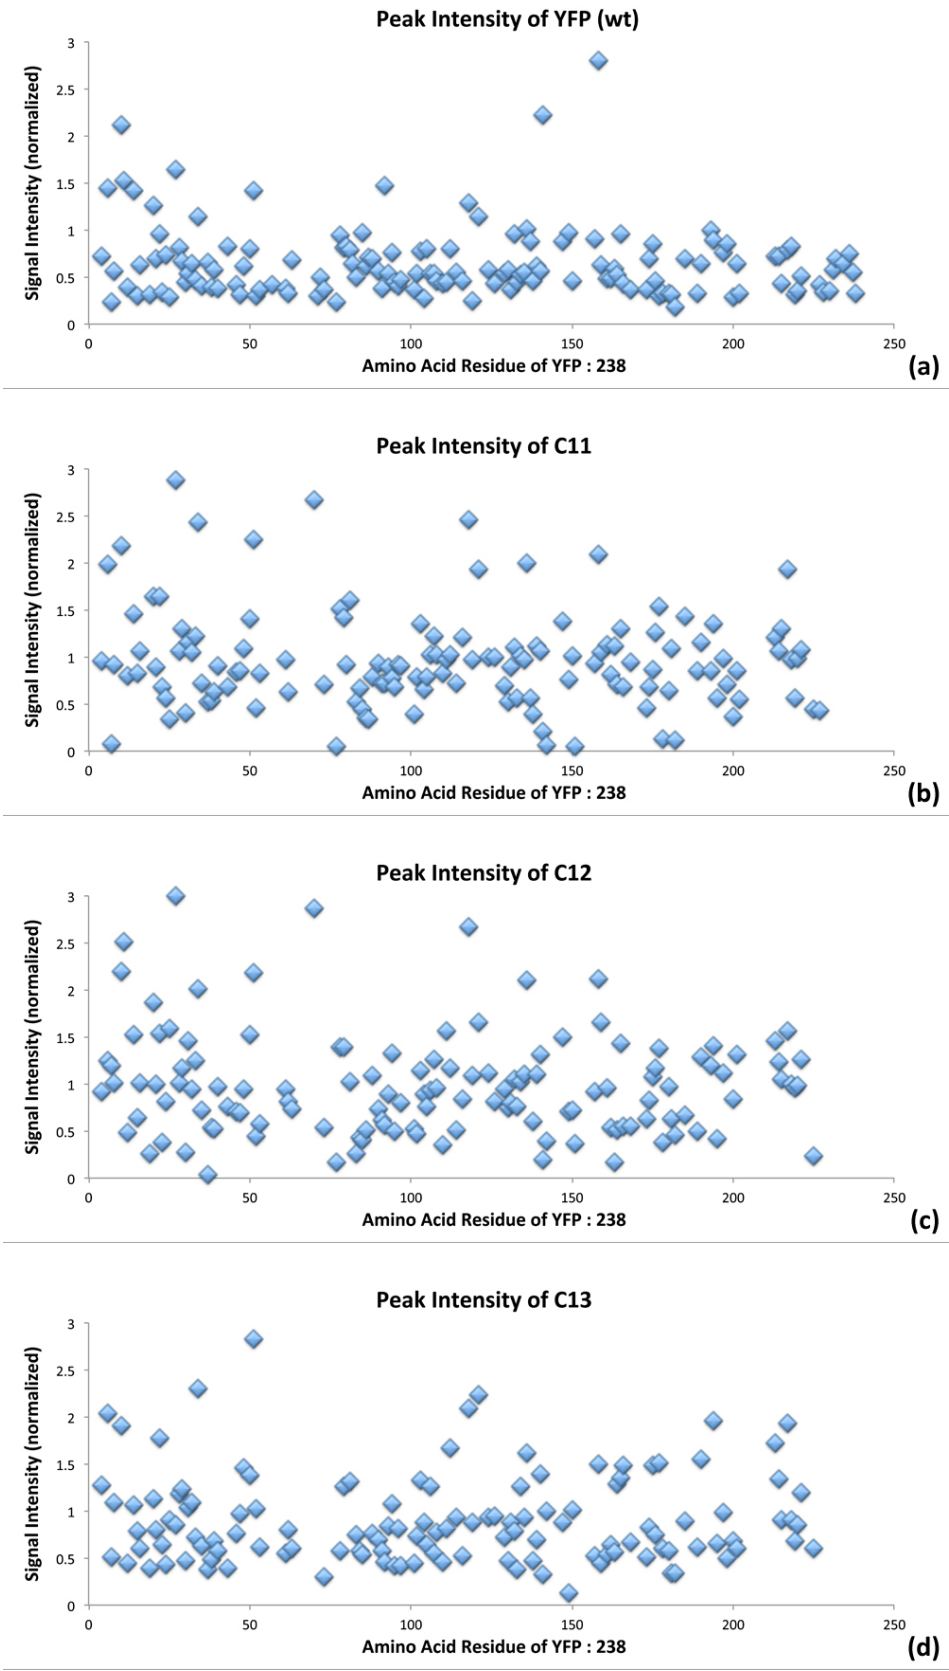 Peak Intensity of YFP (wt)
Signal Intensity (normalized)
3
2.5
2
1.5
1
0.5
0
0 50 100 150 200 250
Amino Acid Residue of YFP : 238
(a)
Peak Intensity of C11
Signal Intensity (normalized)
3
2.5
2
1.5
1
0.5
0
0 50 100 150 200 250
Amino Acid Residue of YFP : 238
(b)
Peak Intensity of C12
Signal Intensity (normalized)
3
2.5
2
1.5
1
0.5
0
0 50 100 150 200 250
Amino Acid Residue of YFP : 238
(c)
Peak Intensity of C13
Signal Intensity (normalized)
3
2.5
2
1.5
1
0.5
0
0 50 100 150 200 250
Amino Acid Residue of YFP : 238
(d)